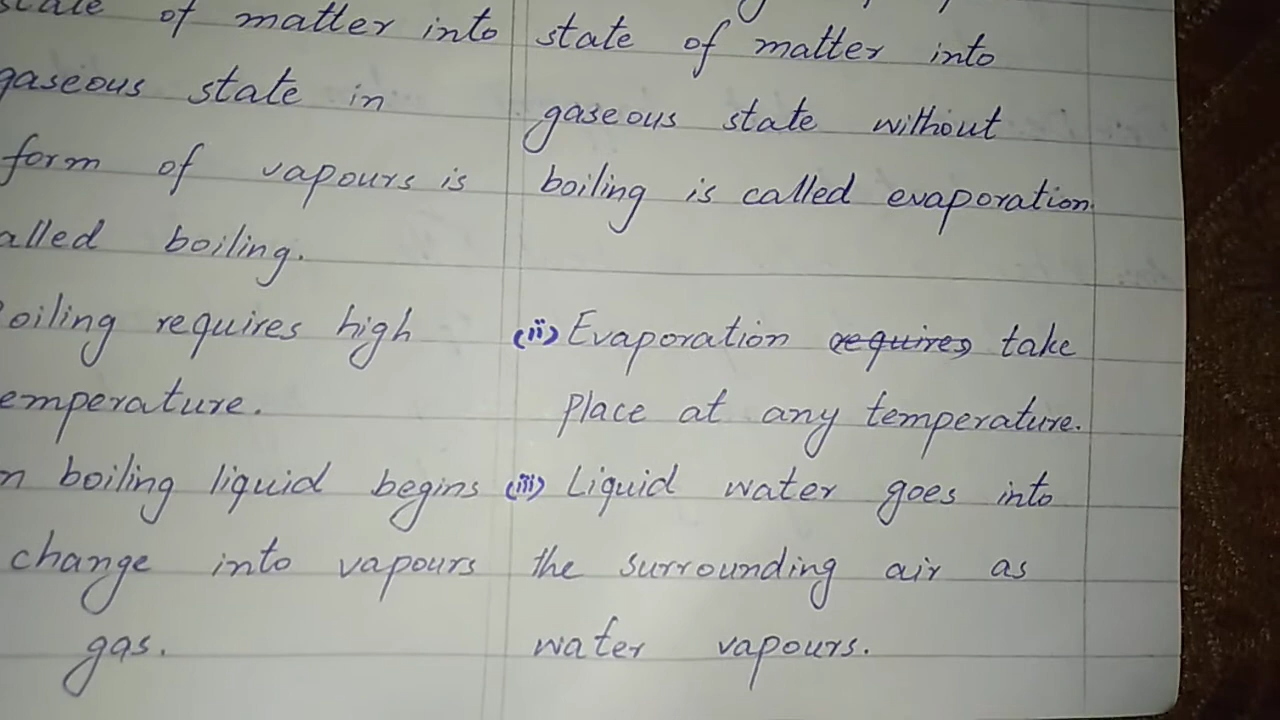 state of matter into
gaseous state in
form of vapours is
alled boiling.
oiling requires high
emperature.
n boiling liquid begins
change into vapours
gas.
state of matter into
gaseous state without
boiling is called evaporation.
(ii) Evaporation requires take
place at any temperature.
(iii) Liquid water goes into
the surrounding air as
water vapours.